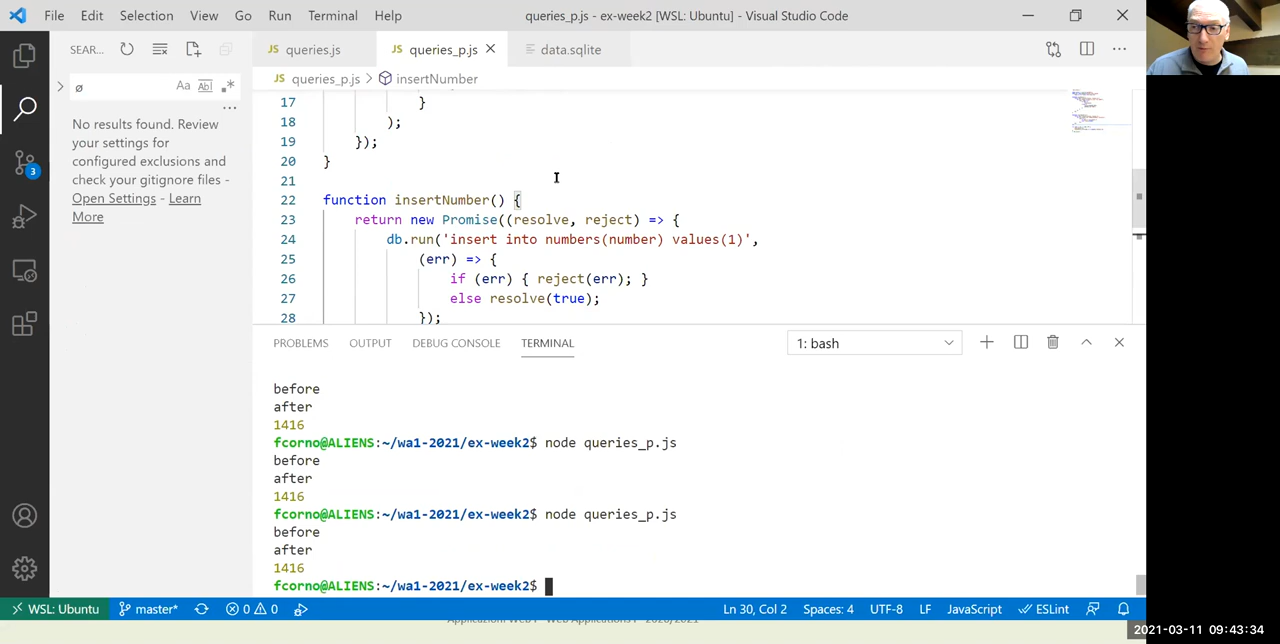 File Edit Selection View Go Run Terminal Help queries_p.js - ex-week2 [WSL: Ubuntu] - Visual Studio Code
SEAR...
JS queries.js JS queries_p.js data.sqlite
ø Aa Abl .*
JS queries_p.js > insertNumber
No results found. Review
your settings for
configured exclusions and
check your gitignore files -
Open Settings - Learn
More
17 }
18 );
19 });
20 }
21
22 function insertNumber() {
23 return new Promise((resolve, reject) => {
24 db.run('insert into numbers(number) values(1)',
25 (err) => {
26 if (err) { reject(err); }
27 else resolve(true);
28 });
3
PROBLEMS OUTPUT DEBUG CONSOLE TERMINAL 1: bash
before
after
1416
fcorno@ALIENS:~/wa1-2021/ex-week2$ node queries_p.js
before
after
1416
fcorno@ALIENS:~/wa1-2021/ex-week2$ node queries_p.js
before
after
1416
fcorno@ALIENS:~/wa1-2021/ex-week2$
WSL: Ubuntu master* 0 0 Ln 30, Col 2 Spaces: 4 UTF-8 LF JavaScript ESLint
2021-03-11 09:43:34